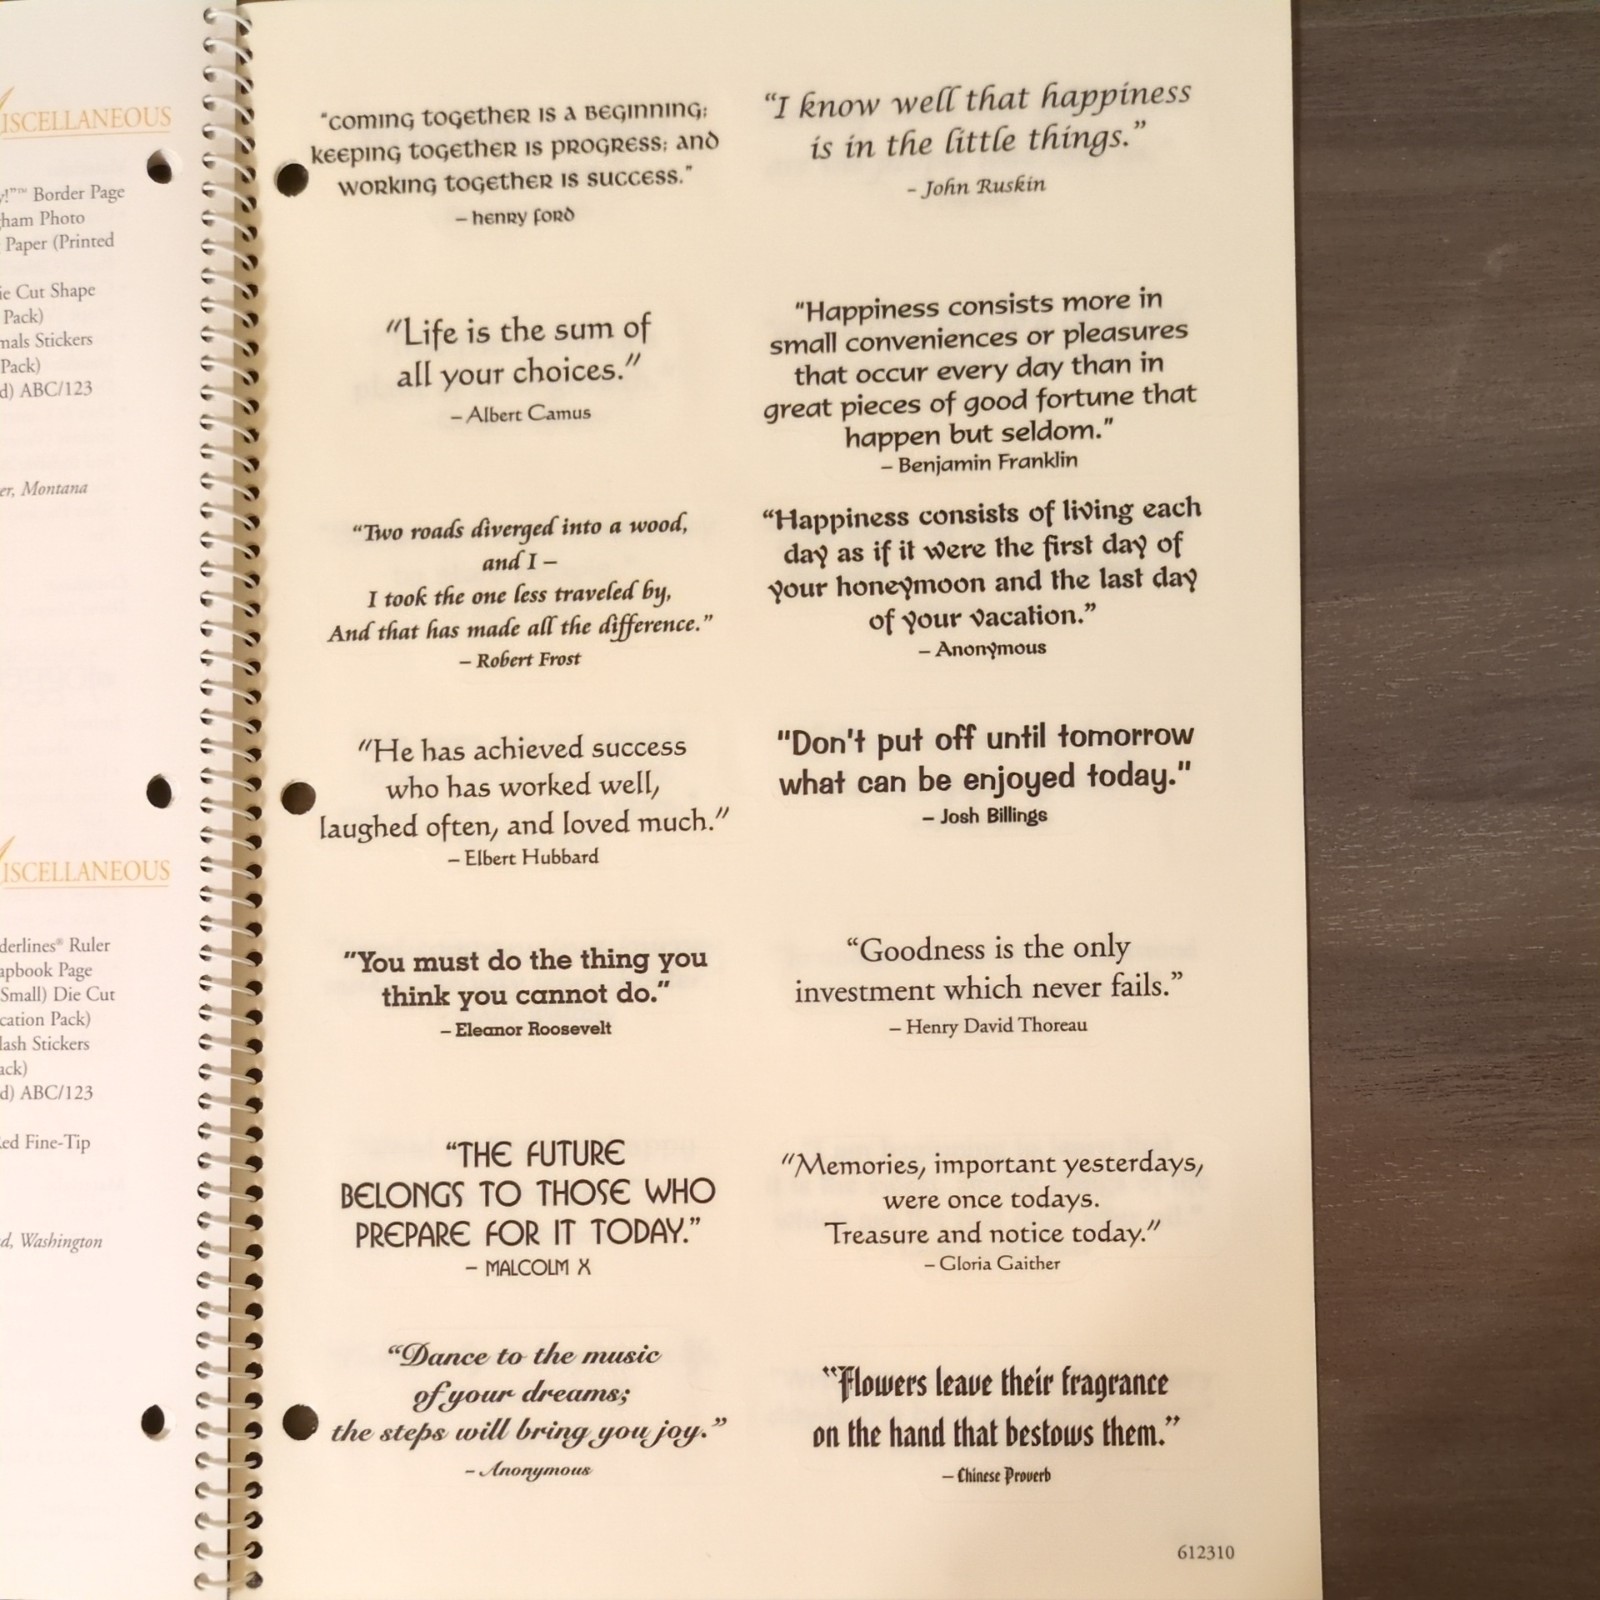 ISCELLANEOUS
y!”™ Border Page
ham Photo
Paper (Printed
ie Cut Shape
Pack)
mals Stickers
Pack)
d) ABC/123
er, Montana
ISCELLANEOUS
derlines® Ruler
apbook Page
Small) Die Cut
cation Pack)
lash Stickers
ack)
d) ABC/123
Red Fine-Tip
d, Washington
"COMING TOGETHER IS A BEGINNING;
KEEPING TOGETHER IS PROGRESS; AND
WORKING TOGETHER IS SUCCESS."
– HENRY FORD
“Life is the sum of
all your choices.”
– Albert Camus
“Two roads diverged into a wood,
and I –
I took the one less traveled by,
And that has made all the difference.”
– Robert Frost
“He has achieved success
who has worked well,
laughed often, and loved much.”
– Elbert Hubbard
“You must do the thing you
think you cannot do.”
– Eleanor Roosevelt
“THE FUTURE
BELONGS TO THOSE WHO
PREPARE FOR IT TODAY.”
– MALCOLM X
“Dance to the music
of your dreams;
the steps will bring you joy.”
– Anonymous
“I know well that happiness
is in the little things.”
– John Ruskin
"Happiness consists more in
small conveniences or pleasures
that occur every day than in
great pieces of good fortune that
happen but seldom."
– Benjamin Franklin
“Happiness consists of living each
day as if it were the first day of
your honeymoon and the last day
of your vacation.”
– Anonymous
"Don't put off until tomorrow
what can be enjoyed today."
– Josh Billings
“Goodness is the only
investment which never fails.”
– Henry David Thoreau
“Memories, important yesterdays,
were once todays.
Treasure and notice today.”
– Gloria Gaither
“Flowers leave their fragrance
on the hand that bestows them.”
– Chinese Proverb
612310